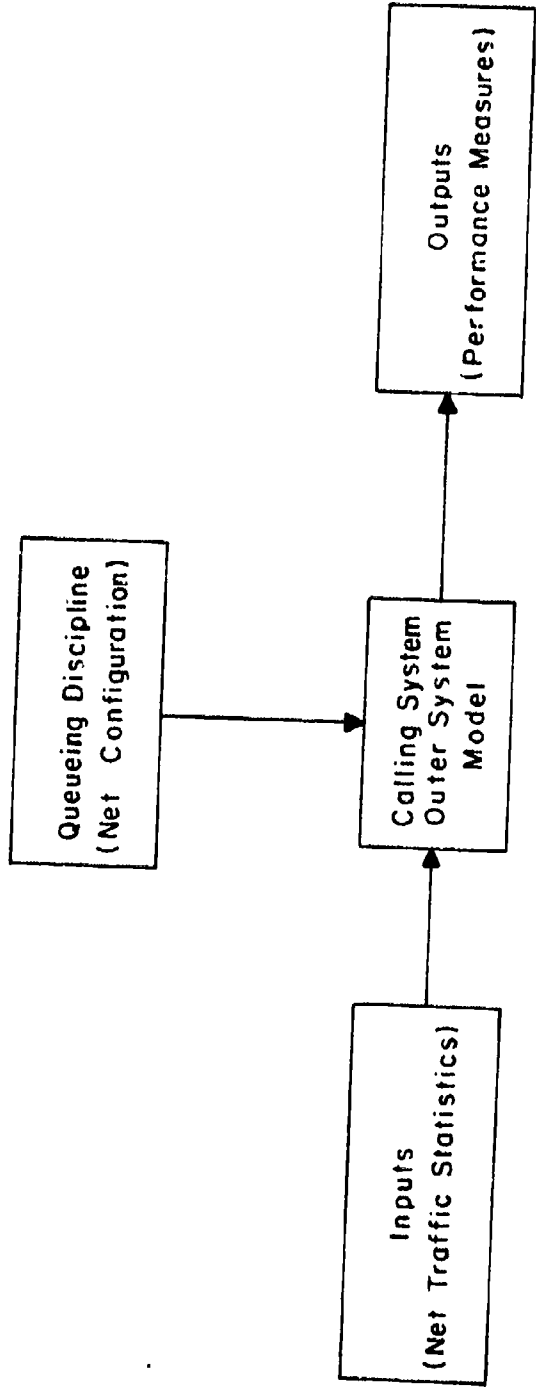 Queueing Discipline
(Net Configuration)
Inputs
(Net Traffic Statistics)
Calling System
Outer System
Model
Outputs
(Performance Measures)